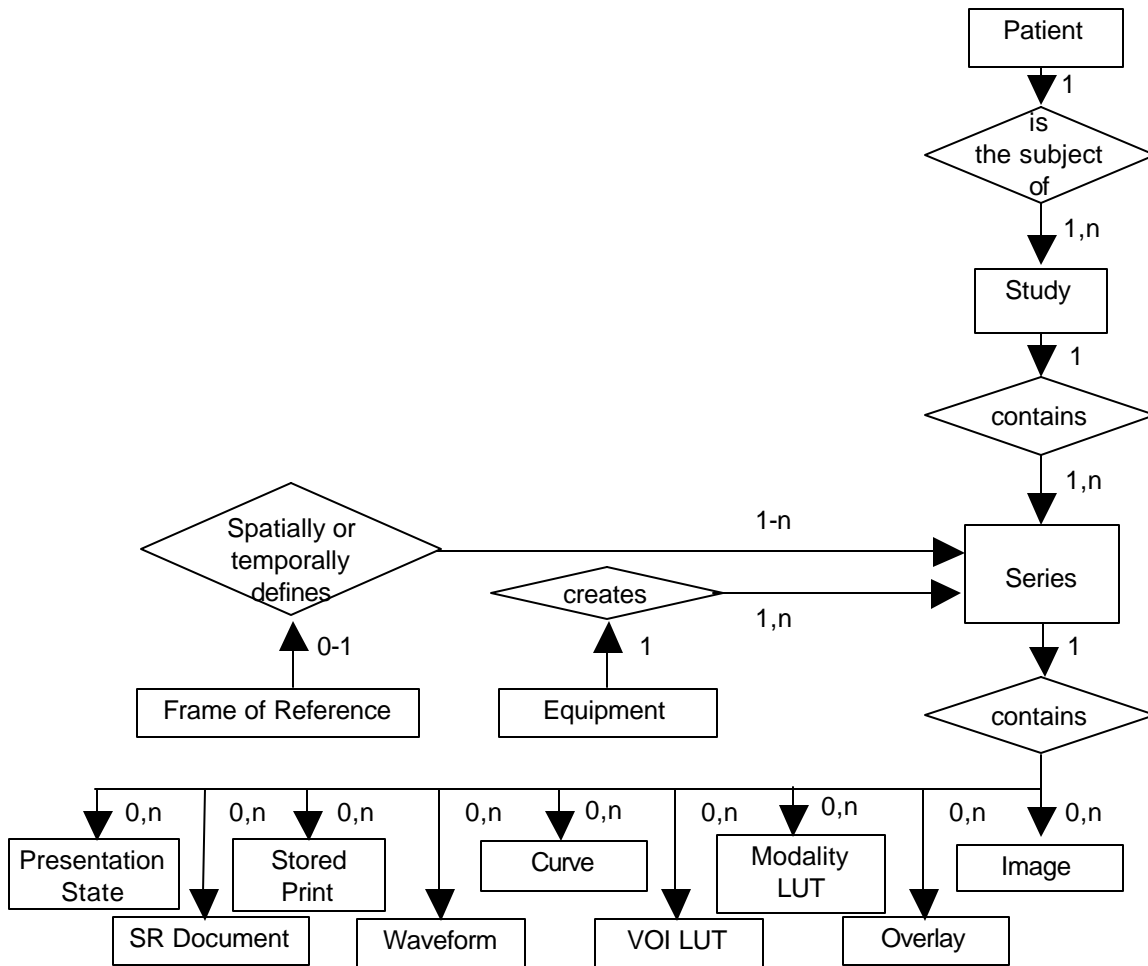 Patient
1
is
the subject
of
1,n
Study
1
contains
1,n
Spatially or
temporally
defines
1-n
Series
creates
1,n
0-1
1
1
Frame of Reference
Equipment
contains
0,n
0,n
0,n
0,n
0,n
0,n
0,n
0,n
0,n
Presentation
State
Stored
Print
Curve
Modality
LUT
Image
SR Document
Waveform
VOI LUT
Overlay